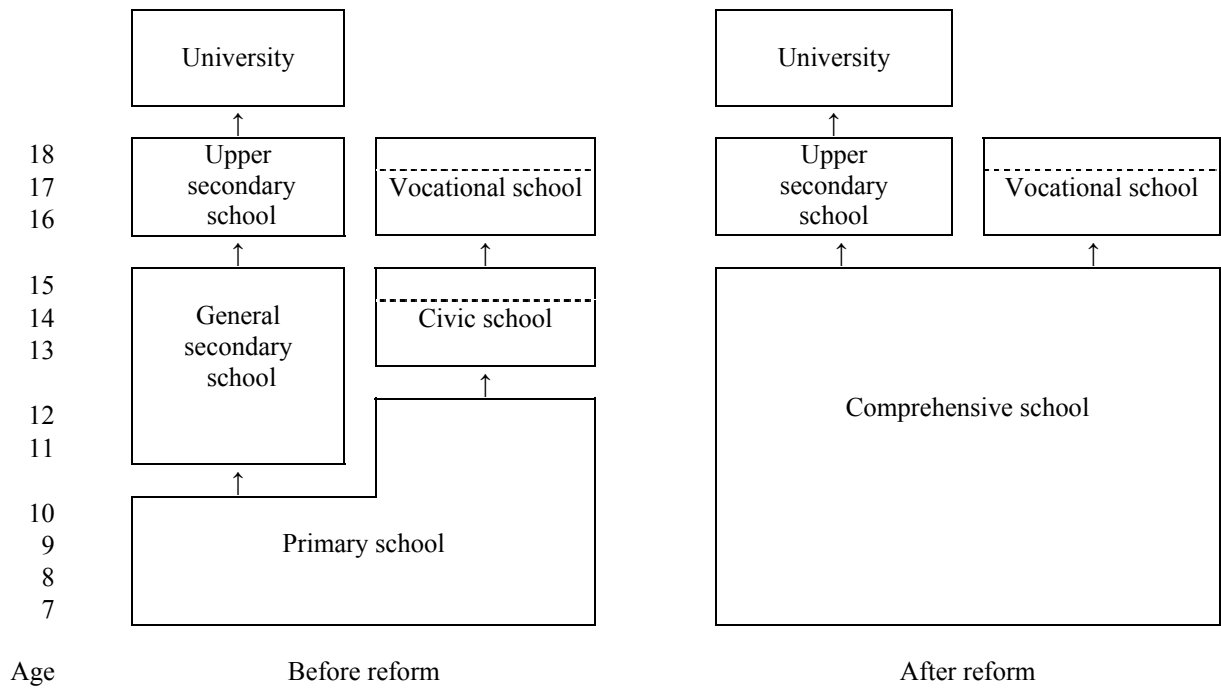 University
University
18
Upper
Upper
17
secondary
Vocational school
secondary
Vocational school
16
school
school
15
14
General
Civic school
13
secondary
school
12
Comprehensive school
11
10
9
Primary school
8
7
Age
Before reform
After reform